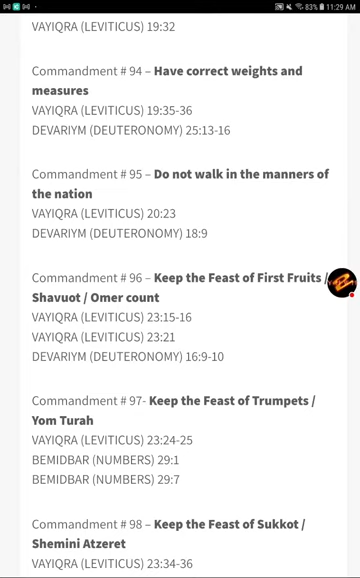 83% 11:29 AM
VAYIQRA (LEVITICUS) 19:32
Commandment # 94 – Have correct weights and
measures
VAYIQRA (LEVITICUS) 19:35-36
DEVARIYM (DEUTERONOMY) 25:13-16
Commandment # 95 – Do not walk in the manners of
the nation
VAYIQRA (LEVITICUS) 20:23
DEVARIYM (DEUTERONOMY) 18:9
Commandment # 96 – Keep the Feast of First Fruits /
Shavuot / Omer count
VAYIQRA (LEVITICUS) 23:15-16
VAYIQRA (LEVITICUS) 23:21
DEVARIYM (DEUTERONOMY) 16:9-10
Commandment # 97- Keep the Feast of Trumpets /
Yom Turah
VAYIQRA (LEVITICUS) 23:24-25
BEMIDBAR (NUMBERS) 29:1
BEMIDBAR (NUMBERS) 29:7
Commandment # 98 – Keep the Feast of Sukkot /
Shemini Atzeret
VAYIQRA (LEVITICUS) 23:34-36